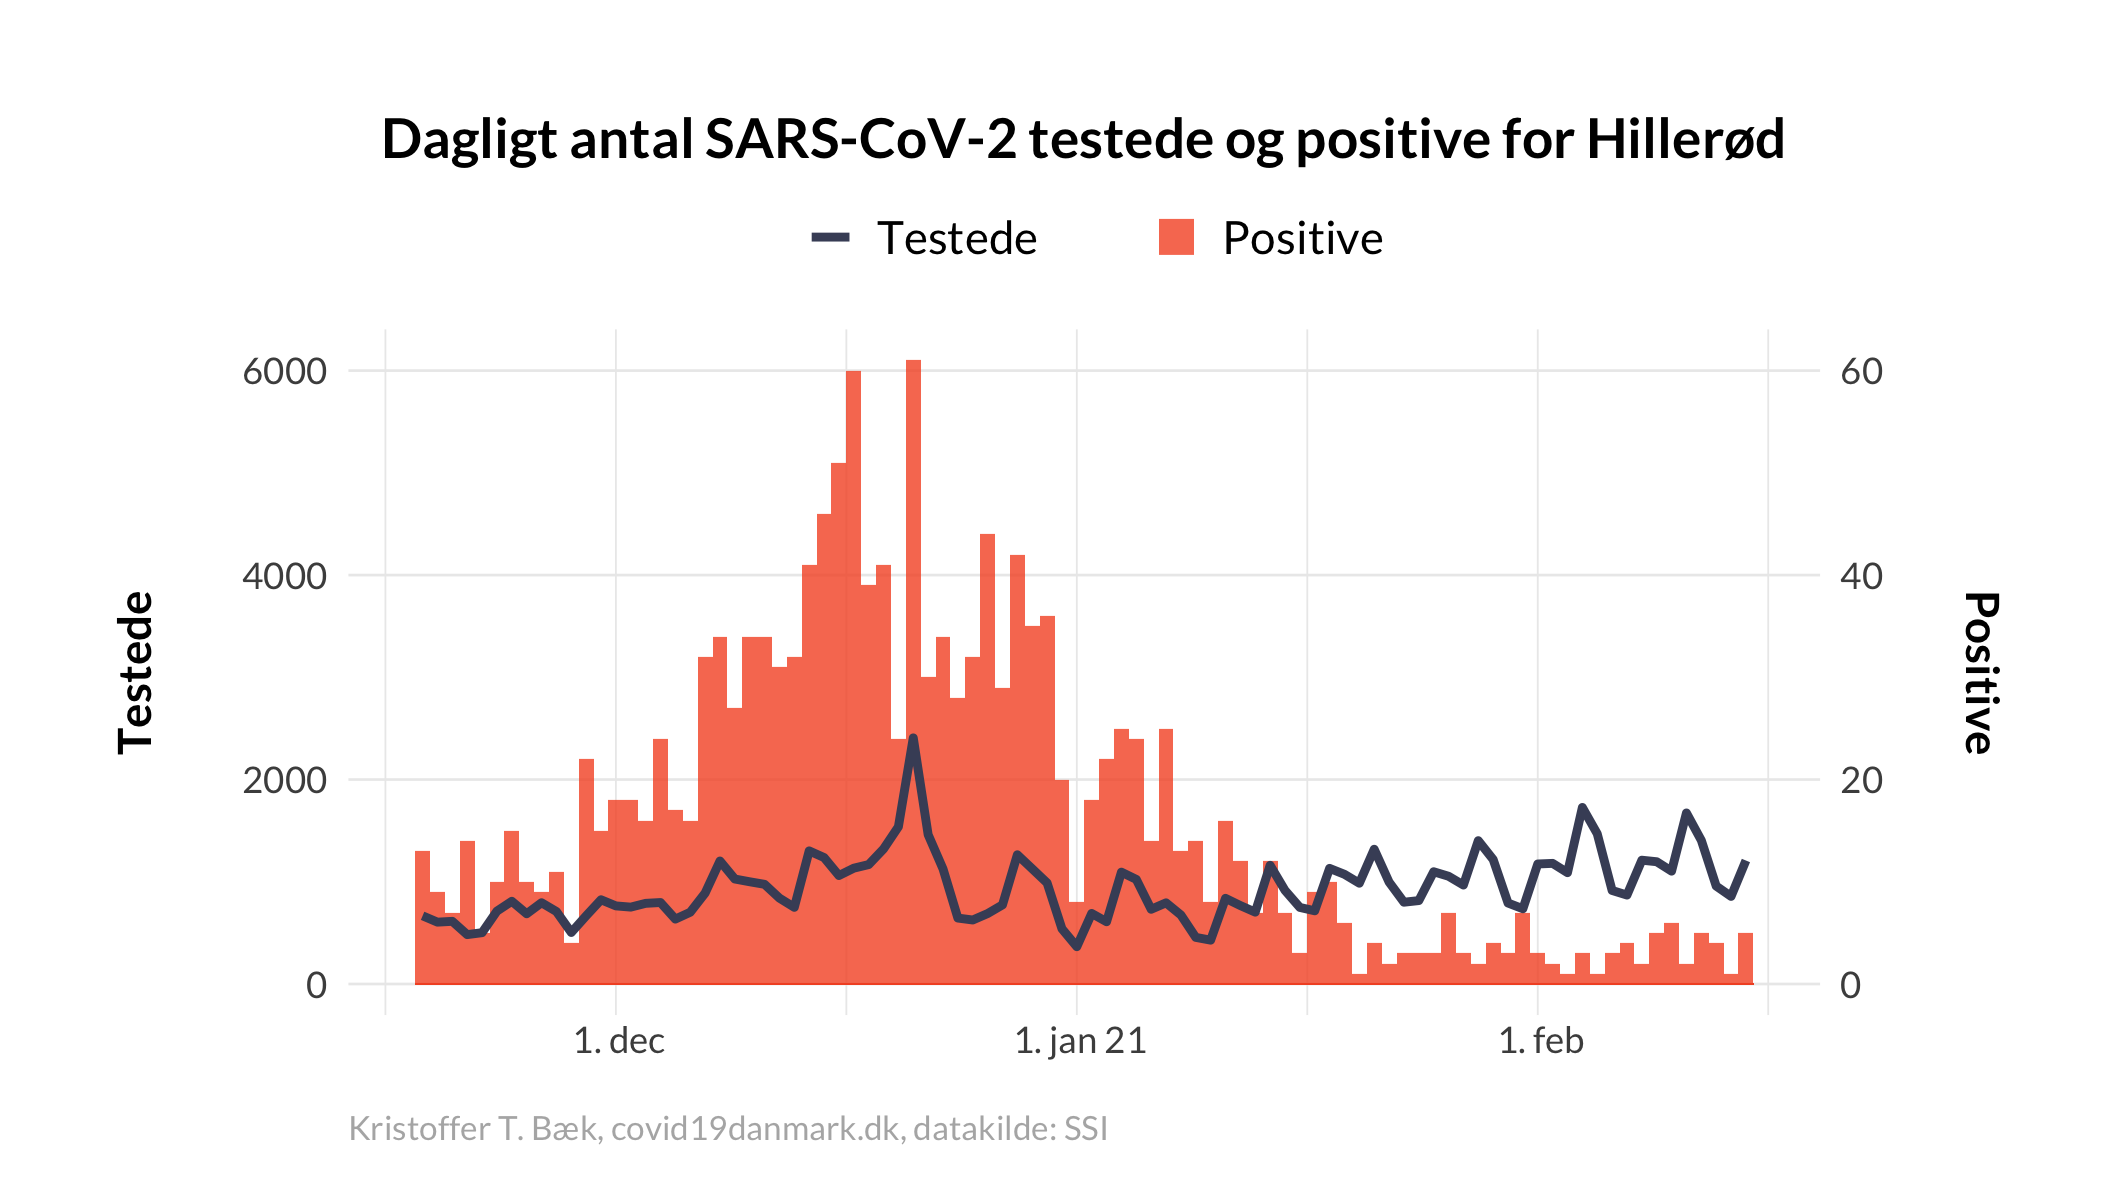 Dagligt antal SARS-CoV-2 testede og positive for Hillerød
Testede
Positive
6000
4000
2000
0
Testede
60
40
20
0
Positive
1. dec
1. jan 21
1. feb
Kristoffer T. Bæk, covid19danmark.dk, datakilde: SSI